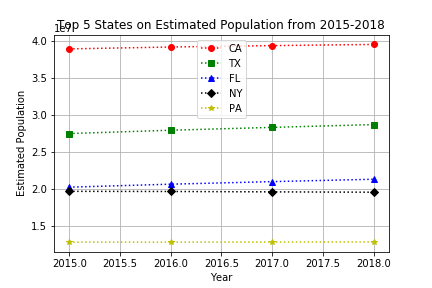 Top 5 States on Estimated Population from 2015-2018
1e7
4.0
3.5
3.0
2.5
2.0
1.5
Estimated Population
CA
TX
FL
NY
PA
2015.0 2015.5 2016.0 2016.5 2017.0 2017.5 2018.0
Year